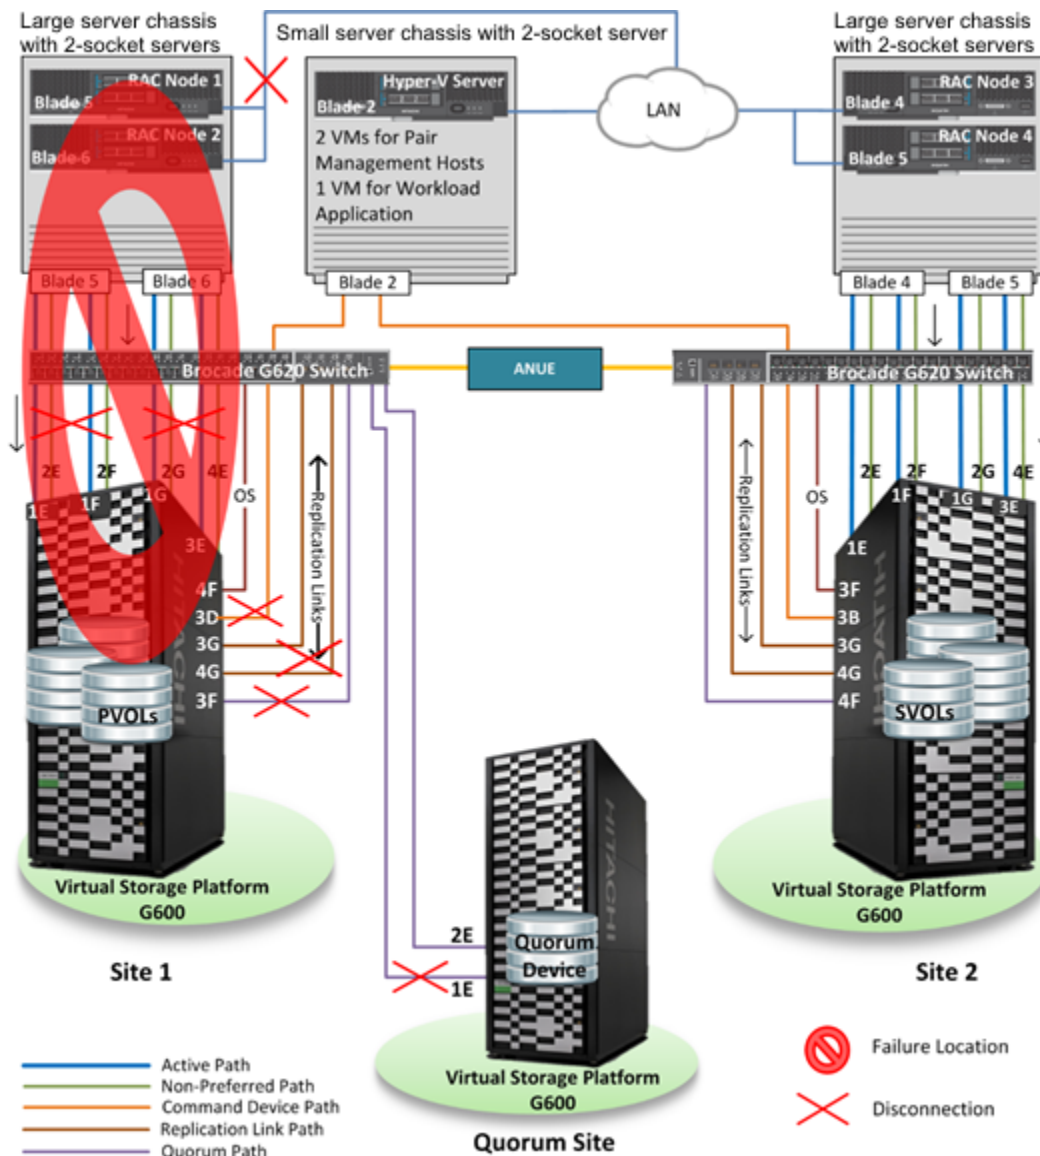 Large server chassis
with 2-socket servers
Small server chassis with 2-socket server
Large server chassis
with 2-socket servers
RAC Node 1
Blade 5
RAC Node 2
Blade 6
Hyper-V Server
Blade 2
2 VMs for Pair
Management Hosts
1 VM for Workload
Application
LAN
RAC Node 3
Blade 4
RAC Node 4
Blade 5
Blade 5
Blade 6
Blade 2
Blade 4
Blade 5
Brocade G620 Switch
ANUE
Brocade G620 Switch
2E
2F
2G
4E
1E
1F
1G
3E
OS
Replication Links
4F
3D
3G
4G
3F
HITACHI
PVOLs
Virtual Storage Platform
G600
Site 1
2E
2F
2G
4E
1F
1G
3E
1E
OS
Replication Links
3F
3B
3G
4G
4F
HITACHI
SVOLs
Virtual Storage Platform
G600
Site 2
2E
1E
HITACHI
Quorum
Device
Virtual Storage Platform
G600
Quorum Site
Active Path
Non-Preferred Path
Command Device Path
Replication Link Path
Quorum Path
Failure Location
Disconnection